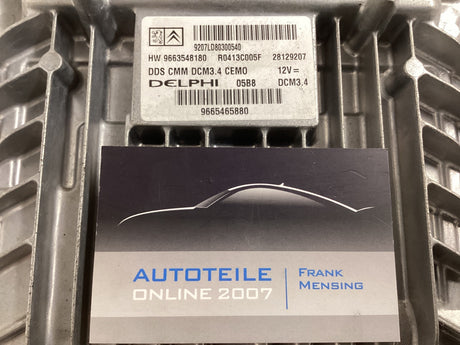 9207LD80300540
HW 9663548180 R0413C005F 28129207
DDS CMM DCM3.4 CEMO 12V=
DELPHI 05B8 DCM3.4
9665465880
AUTOTEILE
ONLINE 2007
FRANK
MENSING